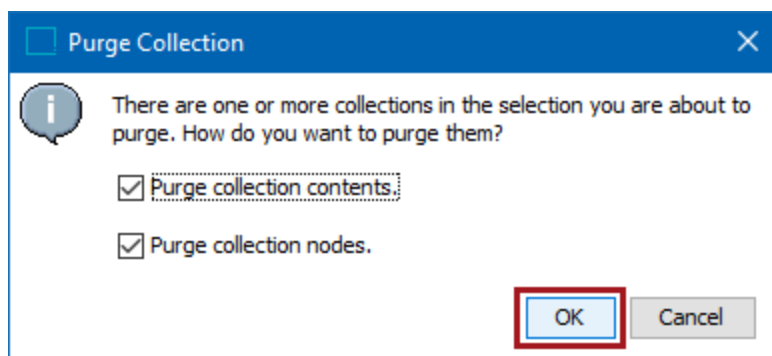 Purge Collection
There are one or more collections in the selection you are about to
purge. How do you want to purge them?
Purge collection contents.
Purge collection nodes.
OK Cancel